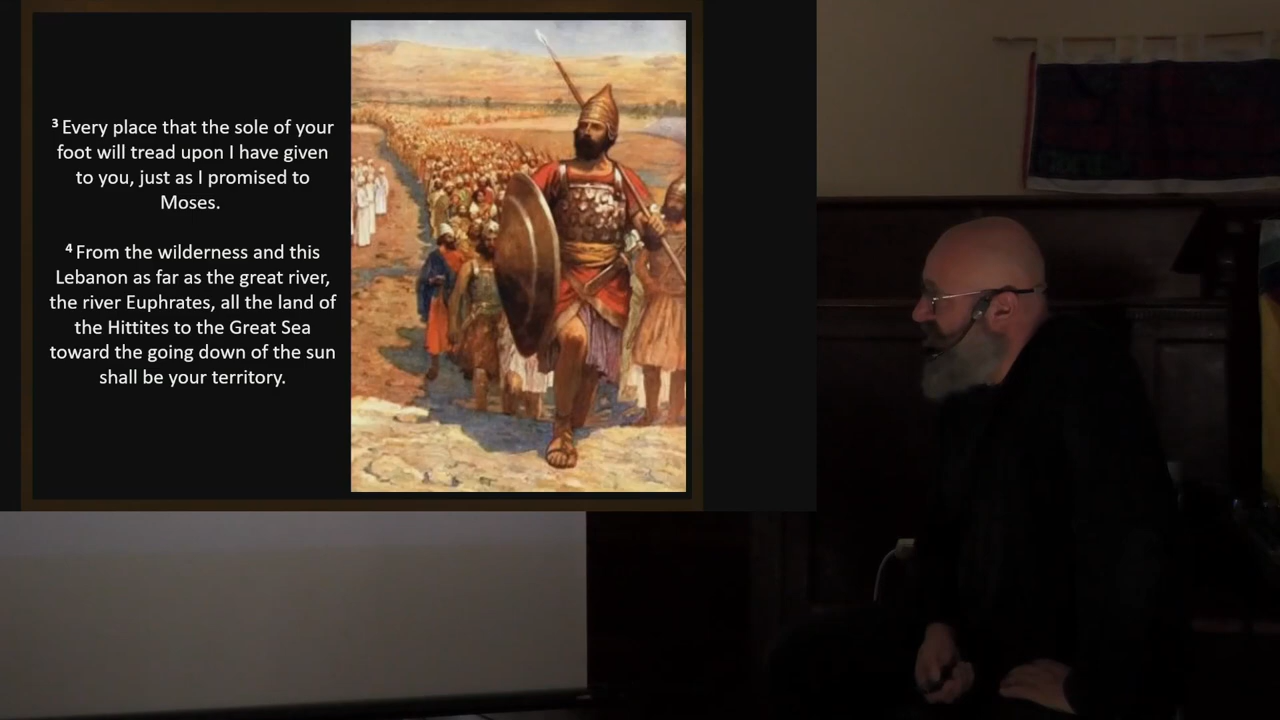 ³ Every place that the sole of your
foot will tread upon I have given
to you, just as I promised to
Moses.
⁴ From the wilderness and this
Lebanon as far as the great river,
the river Euphrates, all the land of
the Hittites to the Great Sea
toward the going down of the sun
shall be your territory.